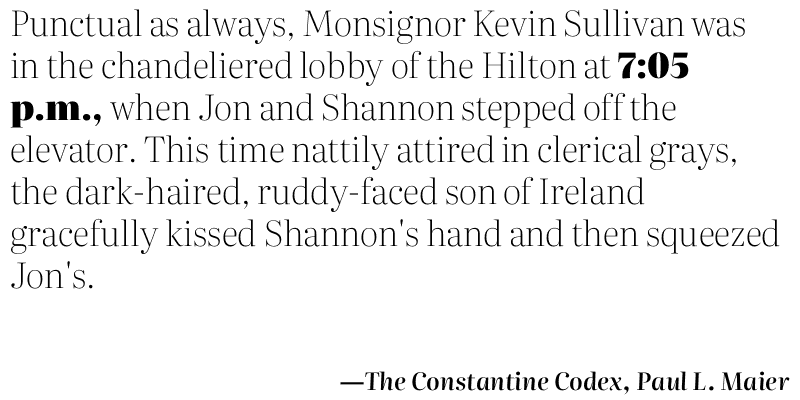 Punctual as always, Monsignor Kevin Sullivan was
in the chandeliered lobby of the Hilton at 7:05
p.m., when Jon and Shannon stepped off the
elevator. This time nattily attired in clerical grays,
the dark-haired, ruddy-faced son of Ireland
gracefully kissed Shannon's hand and then squeezed
Jon's.
—The Constantine Codex, Paul L. Maier